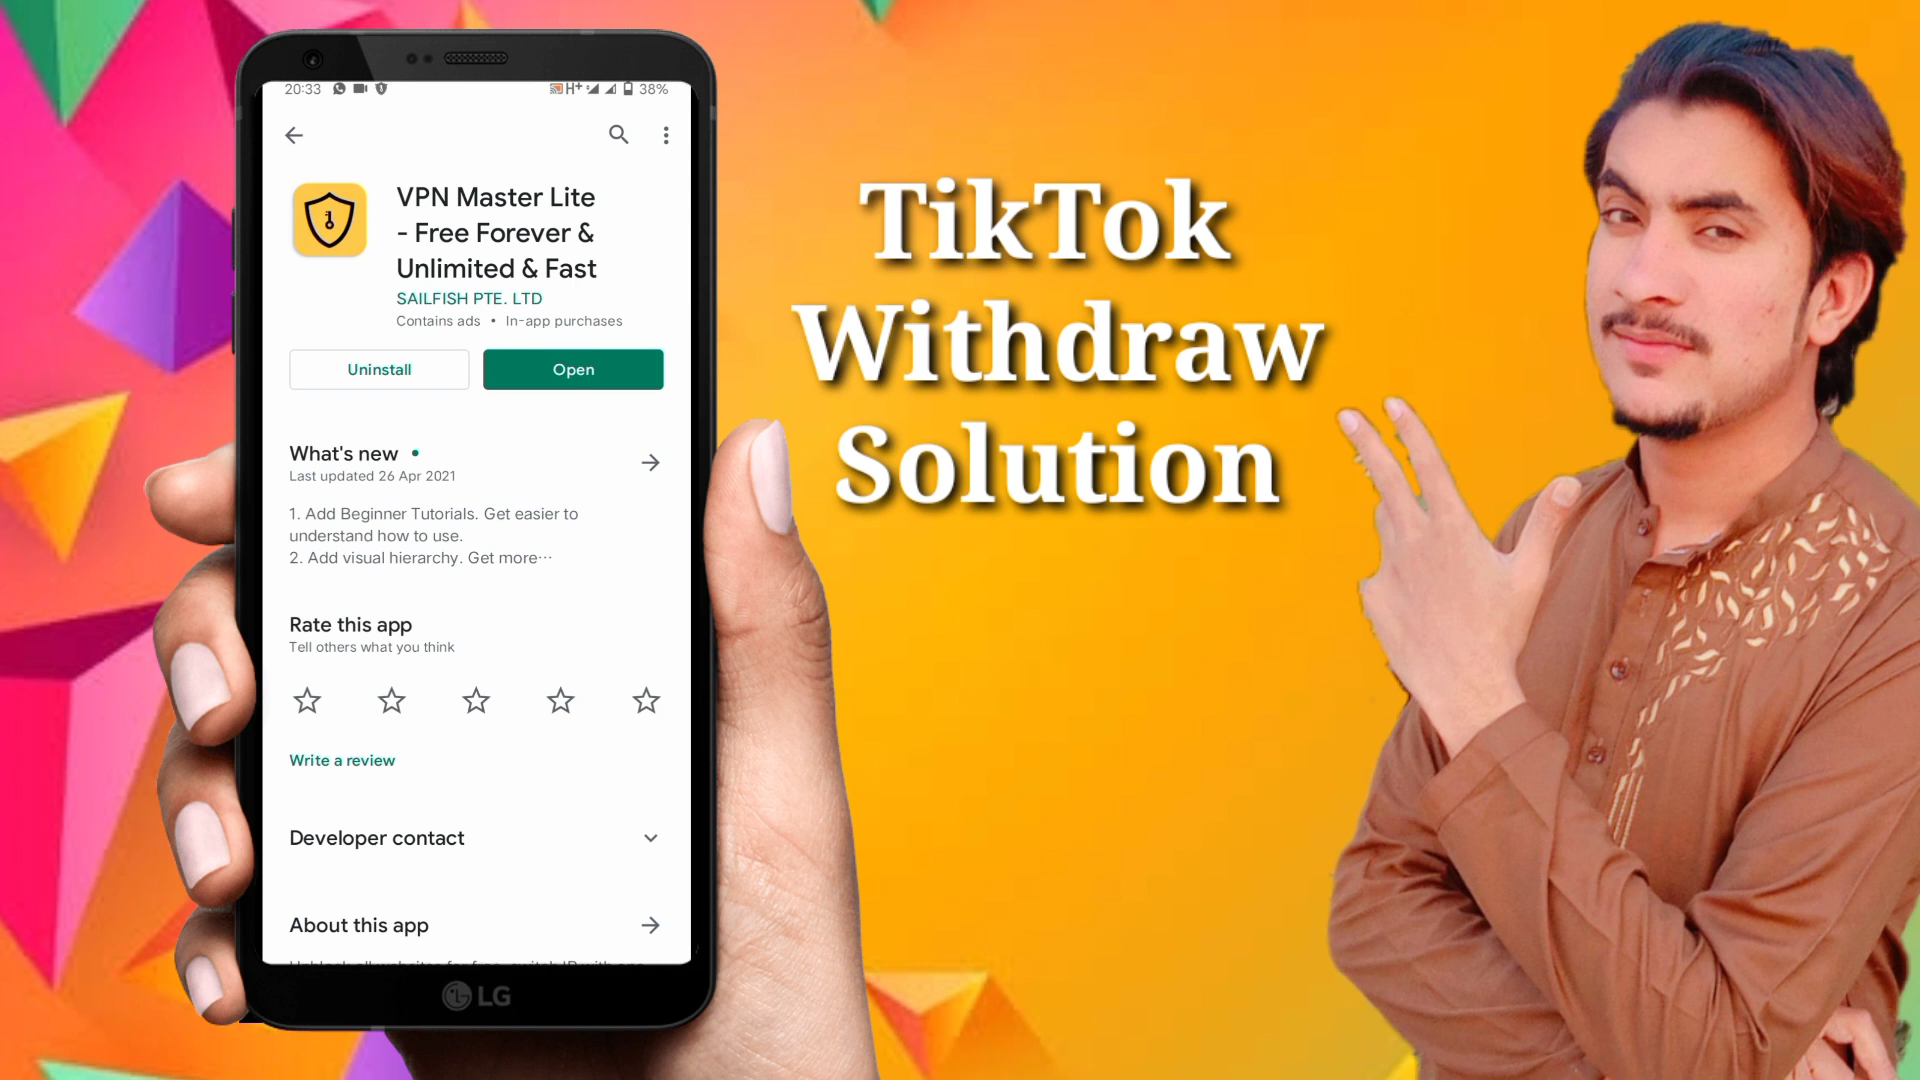 20:33
H+ 38%
VPN Master Lite
- Free Forever &
Unlimited & Fast
SAILFISH PTE. LTD
Contains ads • In-app purchases
Uninstall
Open
What's new •
Last updated 26 Apr 2021
1. Add Beginner Tutorials. Get easier to
understand how to use.
2. Add visual hierarchy. Get more…
Rate this app
Tell others what you think
Write a review
Developer contact
About this app
LG
TikTok
Withdraw
Solution